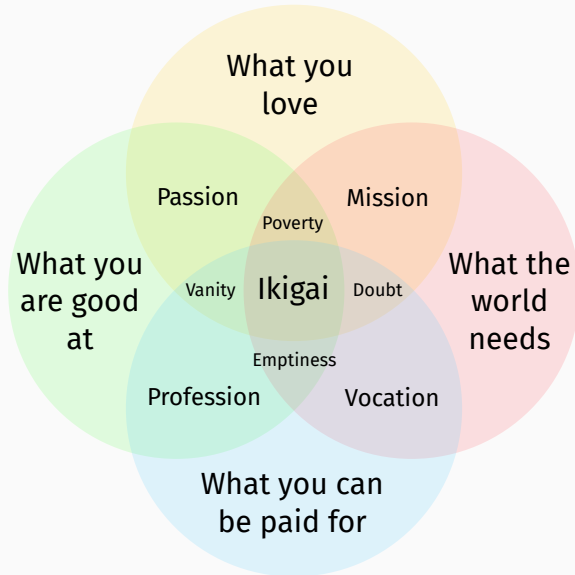 What you
love
Passion
Mission
Poverty
What you
are good
at
Vanity
Ikigai
Doubt
What the
world
needs
Emptiness
Profession
Vocation
What you can
be paid for